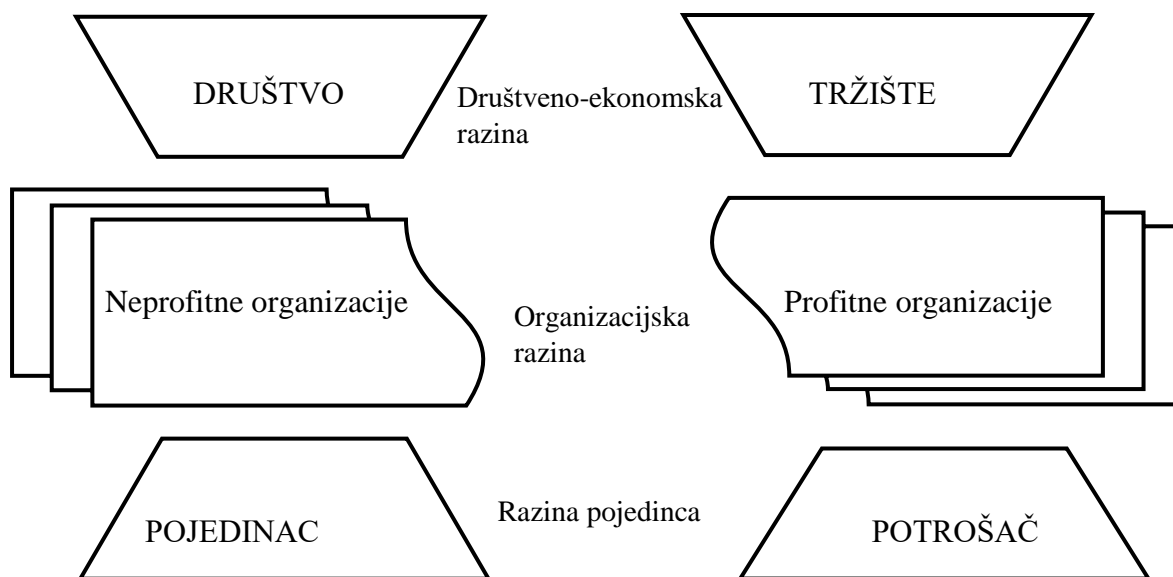 DRUŠTVO
Društveno-ekonomska
razina
TRŽIŠTE
Neprofitne organizacije
Organizacijska
razina
Profitne organizacije
POJEDINAC
Razina pojedinca
POTROŠAČ